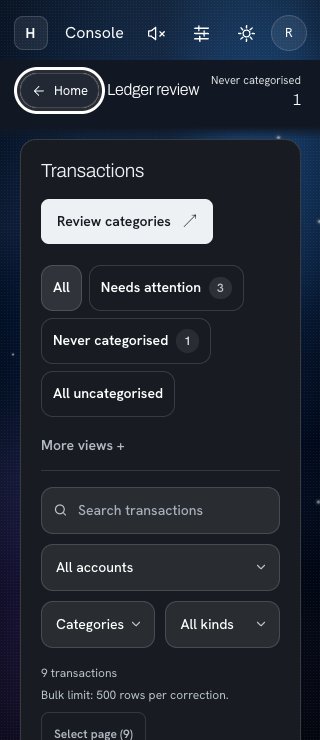 H Console R
← Home Ledger review Never categorised
1
Transactions
Review categories ↗
All Needs attention 3
Never categorised 1
All uncategorised
More views +
Search transactions
All accounts
Categories All kinds
9 transactions
Bulk limit: 500 rows per correction.
Select page (9)